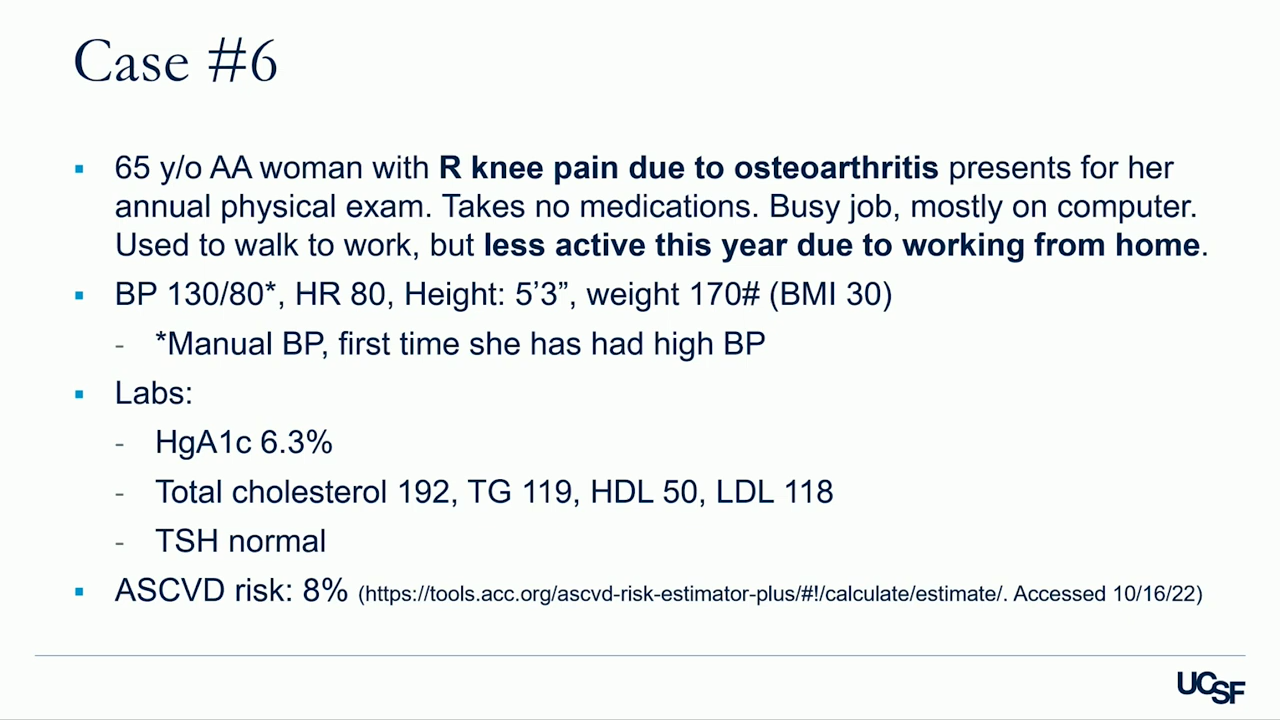 Case #6
▪ 65 y/o AA woman with R knee pain due to osteoarthritis presents for her
annual physical exam. Takes no medications. Busy job, mostly on computer.
Used to walk to work, but less active this year due to working from home.
▪ BP 130/80*, HR 80, Height: 5’3”, weight 170# (BMI 30)
- *Manual BP, first time she has had high BP
▪ Labs:
- HgA1c 6.3%
- Total cholesterol 192, TG 119, HDL 50, LDL 118
- TSH normal
▪ ASCVD risk: 8% (https://tools.acc.org/ascvd-risk-estimator-plus/#!/calculate/estimate/. Accessed 10/16/22)
UCSF